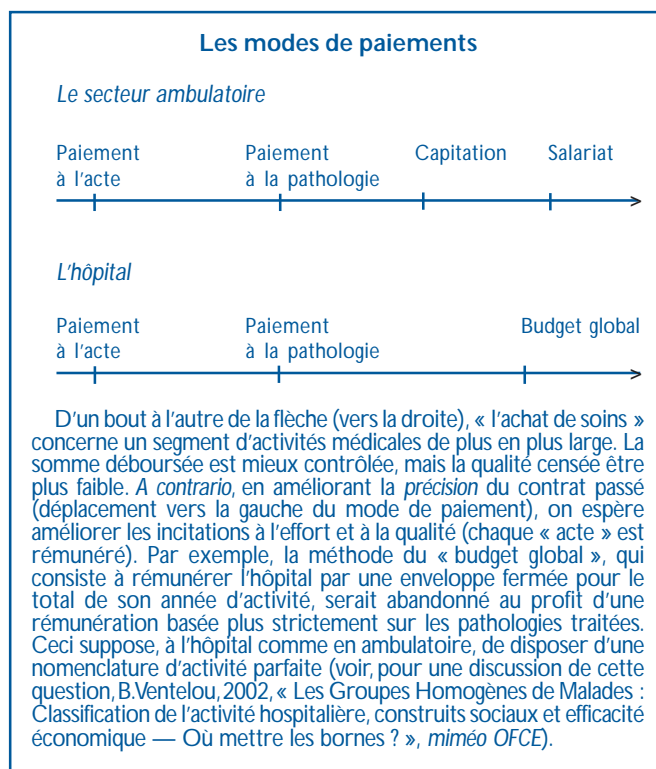 Les modes de paiements
Le secteur ambulatoire
Paiement à l'acte
Paiement à la pathologie
Capitation
Salariat
L'hôpital
Paiement à l'acte
Paiement à la pathologie
Budget global
D'un bout à l'autre de la flèche (vers la droite), « l'achat de soins »
concerne un segment d'activités médicales de plus en plus large. La
somme déboursée est mieux contrôlée, mais la qualité censée être
plus faible. A contrario, en améliorant la précision du contrat passé
(déplacement vers la gauche du mode de paiement), on espère
améliorer les incitations à l'effort et à la qualité (chaque « acte » est
rémunéré). Par exemple, la méthode du « budget global », qui
consiste à rémunérer l'hôpital par une enveloppe fermée pour le
total de son année d'activité, serait abandonné au profit d'une
rémunération basée plus strictement sur les pathologies traitées.
Ceci suppose, à l'hôpital comme en ambulatoire, de disposer d'une
nomenclature d'activité parfaite (voir, pour une discussion de cette
question, B.Ventelou, 2002, « Les Groupes Homogènes de Malades :
Classification de l'activité hospitalière, construits sociaux et efficacité
économique — Où mettre les bornes ? », miméo OFCE).